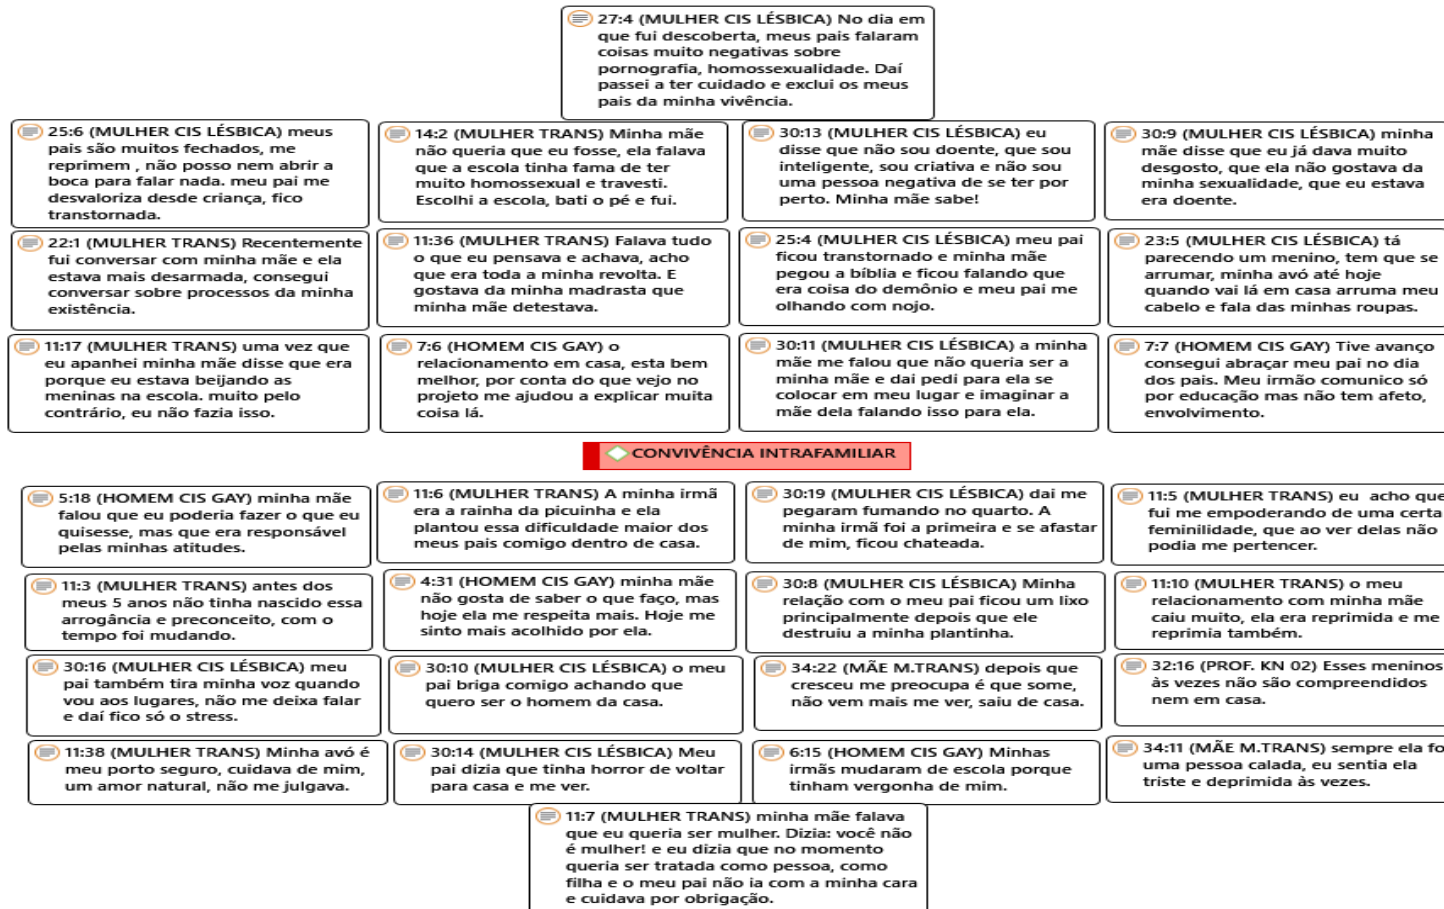 27:4 (MULHER CIS LÉSBICA) No dia em
que fui descoberta, meus pais falaram
coisas muito negativas sobre
pornografia, homossexualidade. Daí
passei a ter cuidado e exclui os meus
pais da minha vivência.
25:6 (MULHER CIS LÉSBICA) meus
pais são muitos fechados, me
reprimem , não posso nem abrir a
boca para falar nada. meu pai me
desvaloriza desde criança, fico
transtornada.
14:2 (MULHER TRANS) Minha mãe
não queria que eu fosse, ela falava
que a escola tinha fama de ter
muito homossexual e travesti.
Escolhi a escola, bati o pé e fui.
30:13 (MULHER CIS LÉSBICA) eu
disse que não sou doente, que sou
inteligente, sou criativa e não sou
uma pessoa negativa de se ter por
perto. Minha mãe sabe!
30:9 (MULHER CIS LÉSBICA) minha
mãe disse que eu já dava muito
desgosto, que ela não gostava da
minha sexualidade, que eu estava
era doente.
22:1 (MULHER TRANS) Recentemente
fui conversar com minha mãe e ela
estava mais desarmada, consegui
conversar sobre processos da minha
existência.
11:36 (MULHER TRANS) Falava tudo
o que eu pensava e achava, acho
que era toda a minha revolta. E
gostava da minha madrasta que
minha mãe detestava.
25:4 (MULHER CIS LÉSBICA) meu pai
ficou transtornado e minha mãe
pegou a bíblia e ficou falando que
era coisa do demônio e meu pai me
olhando com nojo.
23:5 (MULHER CIS LÉSBICA) tá
parecendo um menino, tem que se
arrumar, minha avó até hoje
quando vai lá em casa arruma meu
cabelo e fala das minhas roupas.
11:17 (MULHER TRANS) uma vez que
eu apanhei minha mãe disse que era
porque eu estava beijando as
meninas na escola. muito pelo
contrário, eu não fazia isso.
7:6 (HOMEM CIS GAY) o
relacionamento em casa, esta bem
melhor, por conta do que vejo no
projeto me ajudou a explicar muita
coisa lá.
30:11 (MULHER CIS LÉSBICA) a minha
mãe me falou que não queria ser a
minha mãe e dai pedi para ela se
colocar em meu lugar e imaginar a
mãe dela falando isso para ela.
7:7 (HOMEM CIS GAY) Tive avanço
consegui abraçar meu pai no dia
dos pais. Meu irmão comunico só
por educação mas não tem afeto,
envolvimento.
CONVIVÊNCIA INTRAFAMILIAR
5:18 (HOMEM CIS GAY) minha mãe
falou que eu poderia fazer o que eu
quisesse, mas que era responsável
pelas minhas atitudes.
11:6 (MULHER TRANS) A minha irmã
era a rainha da picuinha e ela
plantou essa dificuldade maior dos
meus pais comigo dentro de casa.
30:19 (MULHER CIS LÉSBICA) dai me
pegaram fumando no quarto. A
minha irmã foi a primeira e se afastar
de mim, ficou chateada.
11:5 (MULHER TRANS) eu acho que
fui me empoderando de uma certa
feminilidade, que ao ver delas não
podia me pertencer.
11:3 (MULHER TRANS) antes dos
meus 5 anos não tinha nascido essa
arrogância e preconceito, com o
tempo foi mudando.
4:31 (HOMEM CIS GAY) minha mãe
não gosta de saber o que faço, mas
hoje ela me respeita mais. Hoje me
sinto mais acolhido por ela.
30:8 (MULHER CIS LÉSBICA) Minha
relação com o meu pai ficou um lixo
principalmente depois que ele
destruiu a minha plantinha.
11:10 (MULHER TRANS) o meu
relacionamento com minha mãe
caiu muito, ela era reprimida e me
reprimia também.
30:16 (MULHER CIS LÉSBICA) meu
pai também tira minha voz quando
vou aos lugares, não me deixa falar
e daí fico só o stress.
30:10 (MULHER CIS LÉSBICA) o meu
pai briga comigo achando que
quero ser o homem da casa.
34:22 (MÃE M.TRANS) depois que
cresceu me preocupa é que some,
não vem mais me ver, saiu de casa.
32:16 (PROF. KN 02) Esses meninos
às vezes não são compreendidos
nem em casa.
11:38 (MULHER TRANS) Minha avó é
meu porto seguro, cuidava de mim,
um amor natural, não me julgava.
30:14 (MULHER CIS LÉSBICA) Meu
pai dizia que tinha horror de voltar
para casa e me ver.
6:15 (HOMEM CIS GAY) Minhas
irmãs mudaram de escola porque
tinham vergonha de mim.
34:11 (MÃE M.TRANS) sempre ela fo
uma pessoa calada, eu sentia ela
triste e deprimida às vezes.
11:7 (MULHER TRANS) minha mãe falava
que eu queria ser mulher. Dizia: você não
é mulher! e eu dizia que no momento
queria ser tratada como pessoa, como
filha e o meu pai não ia com a minha cara
e cuidava por obrigação.